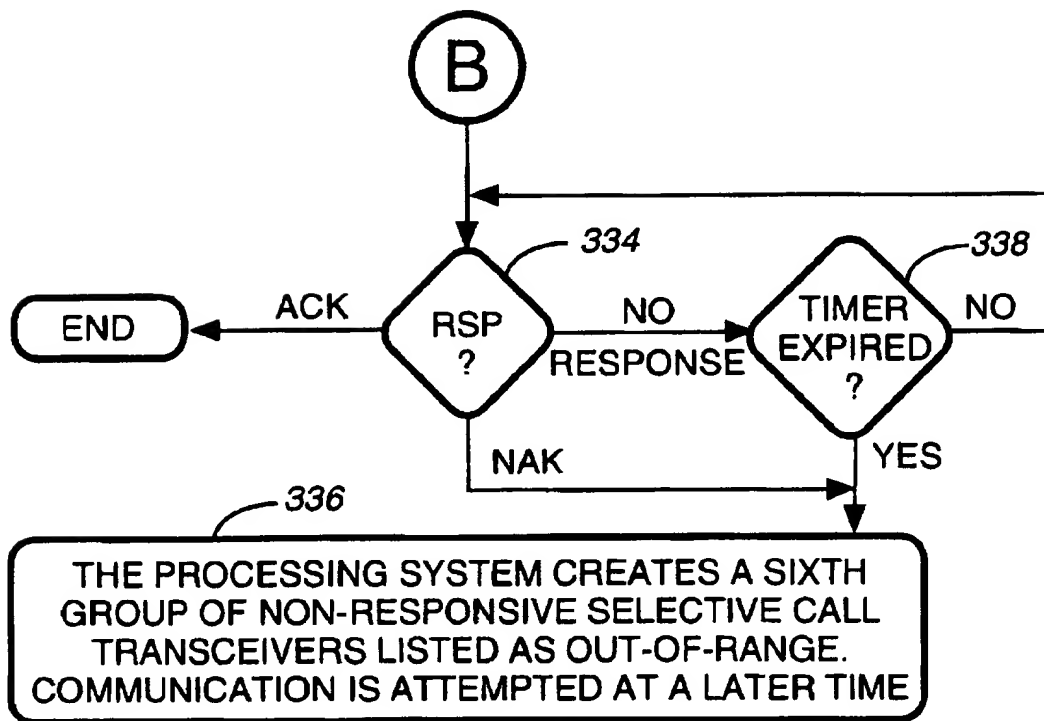 B
334
338
END
ACK
RSP
?
NO
RESPONSE
TIMER
EXPIRED
?
NO
NAK
YES
336
THE PROCESSING SYSTEM CREATES A SIXTH
GROUP OF NON-RESPONSIVE SELECTIVE CALL
TRANSCEIVERS LISTED AS OUT-OF-RANGE.
COMMUNICATION IS ATTEMPTED AT A LATER TIME